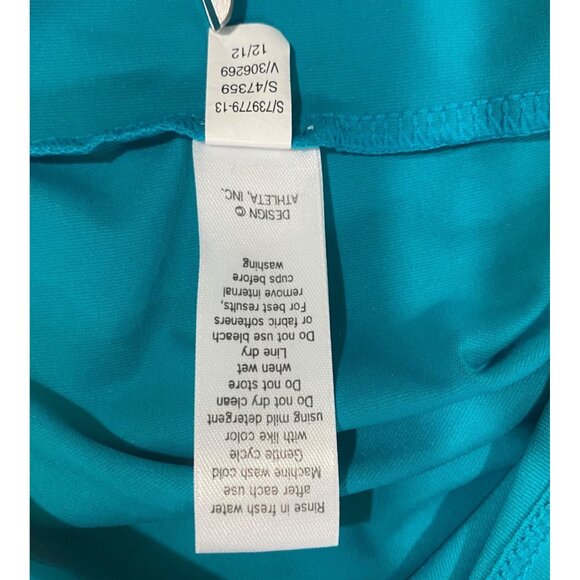 Rinse in fresh water
after each use
Machine wash cold
Gentle cycle
with like color
using mild detergent
Do not dry clean
Do not store
when wet
Line dry
Do not use bleach
or fabric softeners
For best results,
remove internal
cups before
washing
DESIGN ©
ATHLETA, INC.
S/739779-13
S/47359
V/306269
12/12